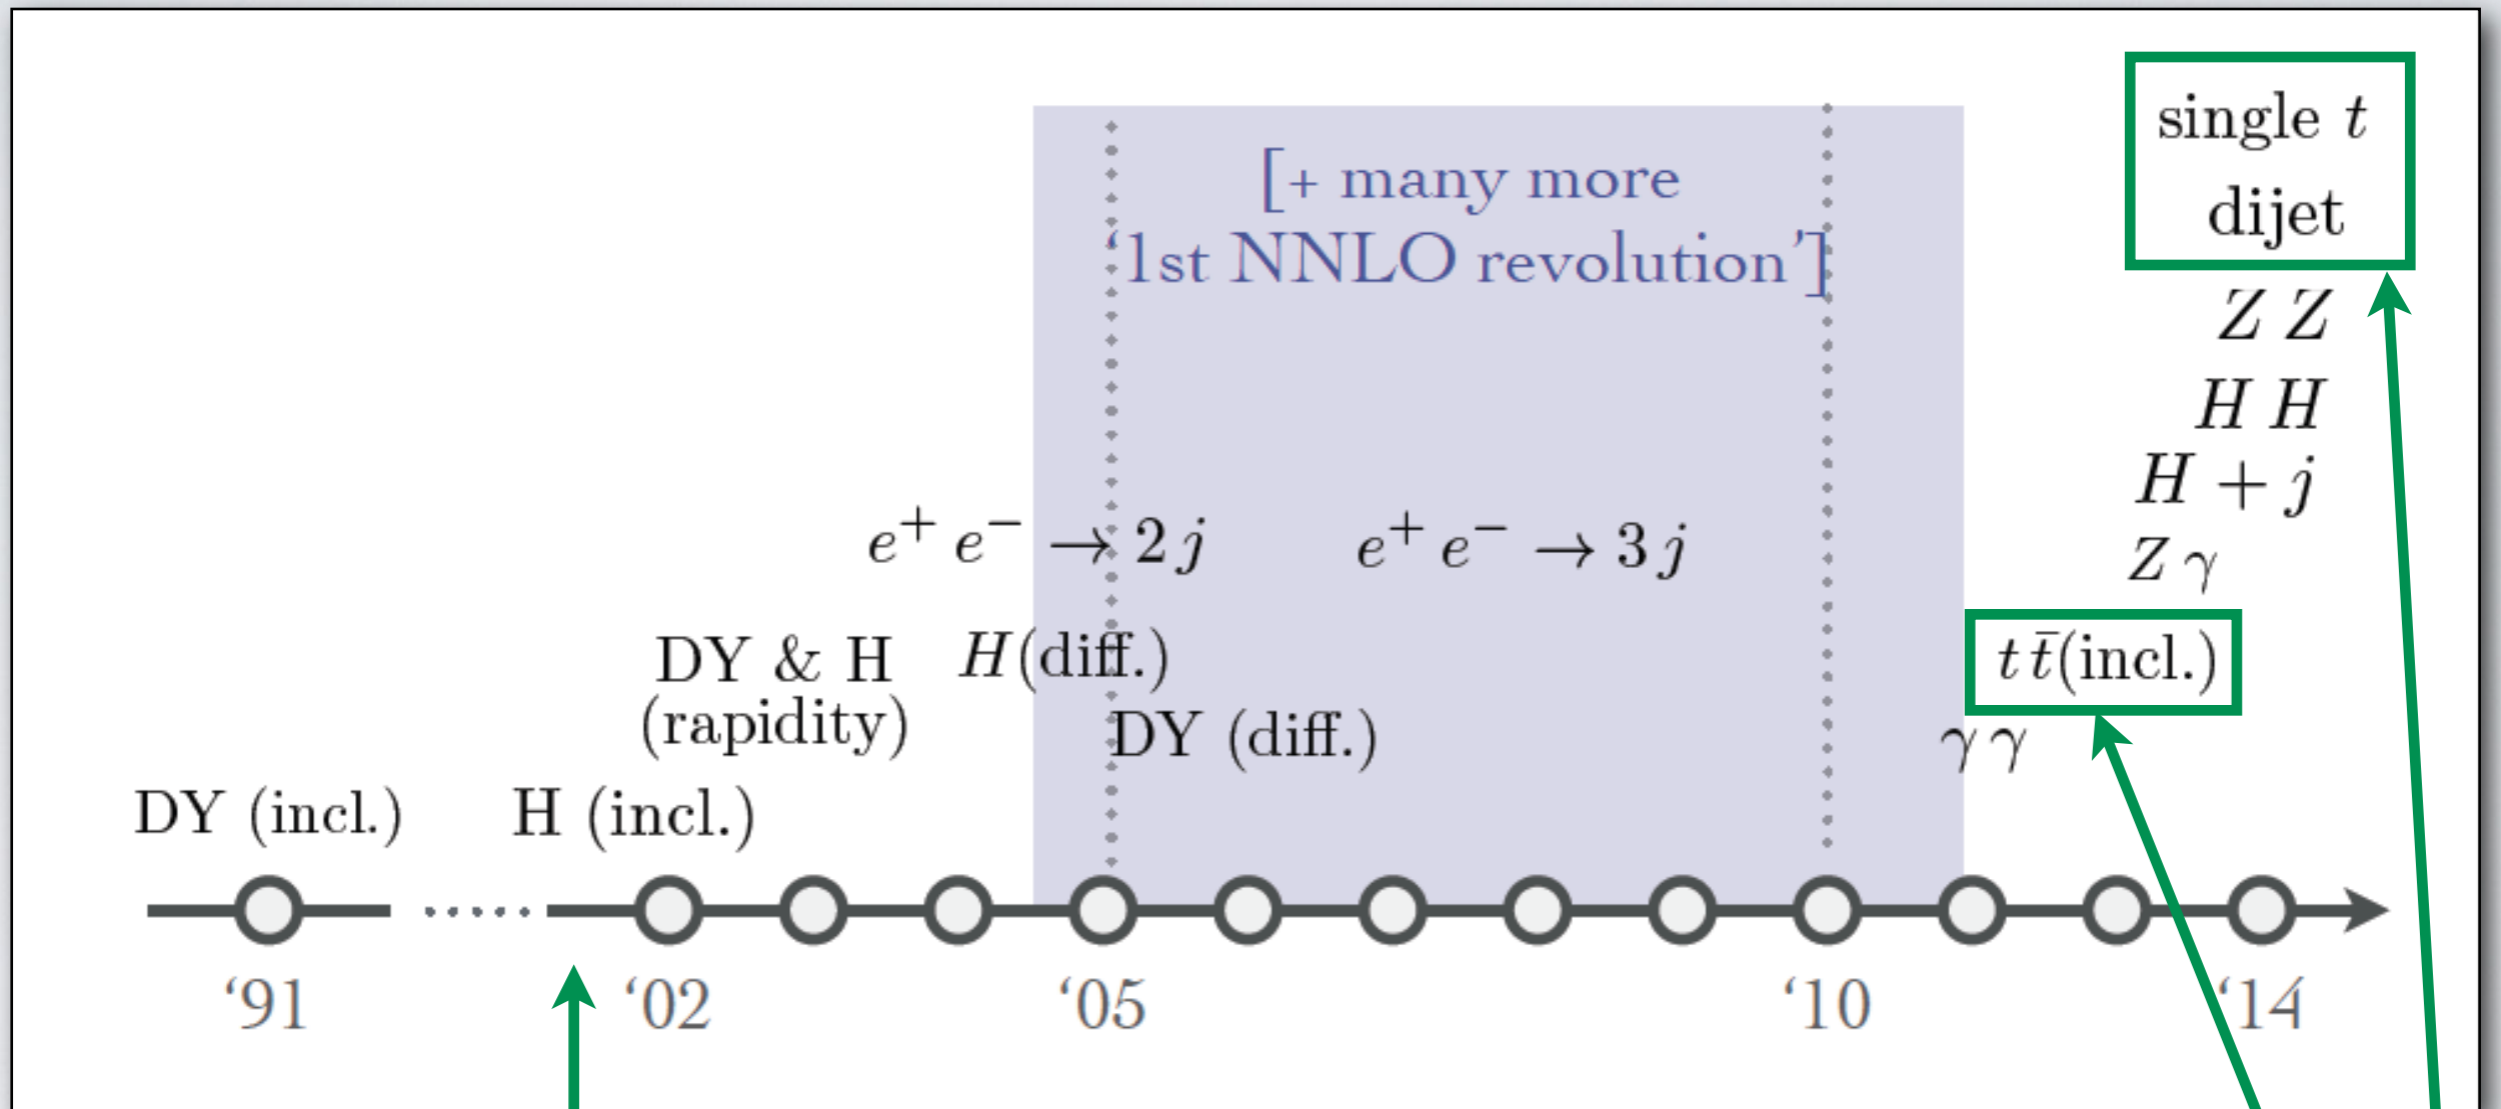 single t
dijet
[+ many more
‘1st NNLO revolution’]
Z Z
H H
H + j
e⁺ e⁻ → 2 j
e⁺ e⁻ → 3 j
Z γ
DY & H
(rapidity)
H(diff.)
t t̄(incl.)
DY (diff.)
γ γ
DY (incl.)
H (incl.)
‘91
‘02
‘05
‘10
‘14